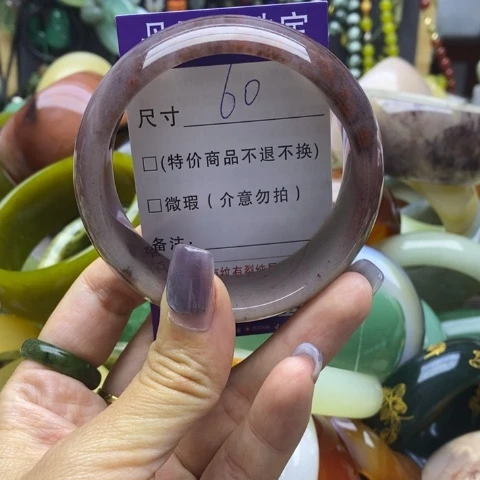 尺寸 60
□(特价商品不退不换)
□微瑕(介意勿拍)
备注: